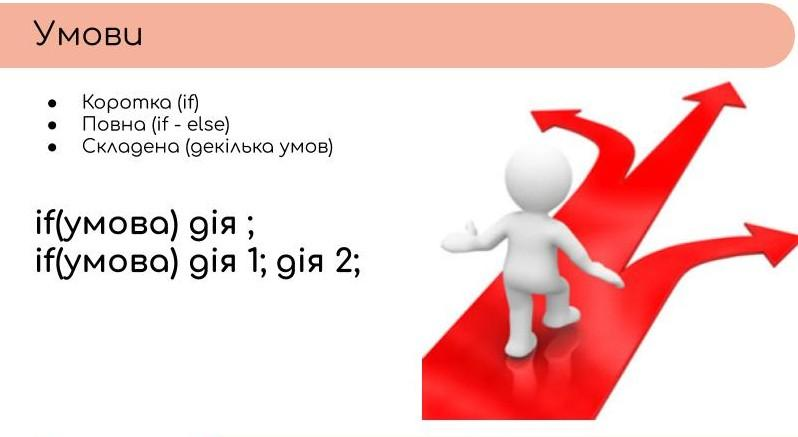 Умови
● Коротка (if)
● Повна (if - else)
● Складена (декілька умов)
if(умова) дія ;
if(умова) дія 1; дія 2;